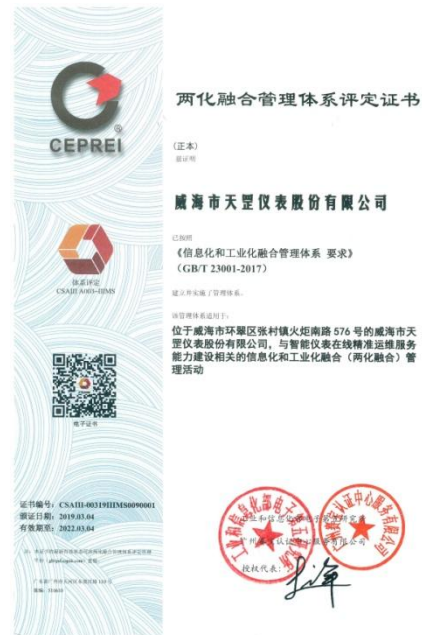 CEPREI
®
两化融合管理体系评定证书
(正本)
兹证明
威海市天罡仪表股份有限公司
已按照
《信息化和工业化融合管理体系 要求》
（GB/T 23001-2017）
建立并实施了管理体系。
该管理体系适用于：
位于威海市环翠区张村镇火炬南路 576 号的威海市天
罡仪表股份有限公司，与智能仪表在线精准运维服务
能力建设相关的信息化和工业化融合（两化融合）管
理活动
体系评定
CSAIII A003-IIIMS
电子证书
证书编号：CSAIII-00319IIIMS0090001
颁证日期：2019.03.04
有效期至：2022.03.04
授权代表：